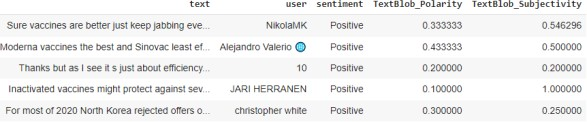 text user sentiment TextBlob_Polarity TextBlob_Subjectivity
Sure vaccines are better just keep jabbing eve... NikolaMK Positive 0.333333 0.546296
Moderna vaccines the best and Sinovac least ef... Alejandro Valerio 🌐 Positive 0.433333 0.500000
Thanks but as I see it s just about efficiency... 10 Positive 0.200000 0.200000
Inactivated vaccines might protect against sev... JARI HERRANEN Positive 0.100000 1.000000
For most of 2020 North Korea rejected offers o... christopher white Positive 0.300000 0.250000